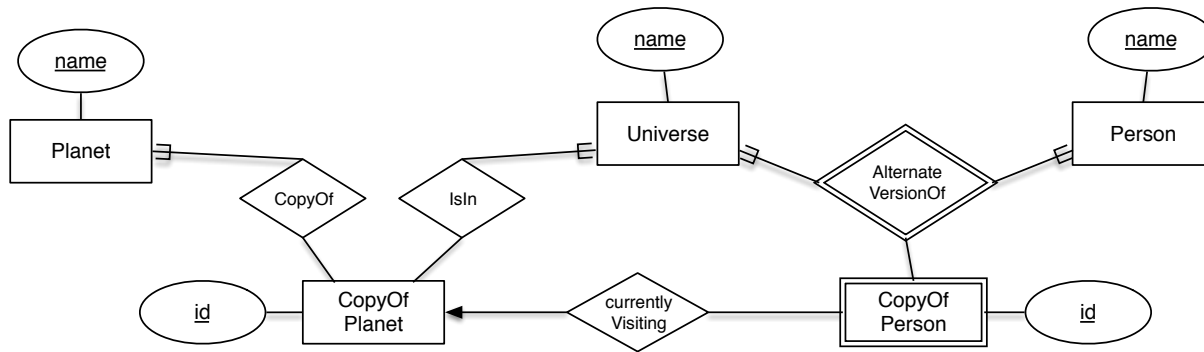 name
name
name
Planet
Universe
Person
CopyOf
IsIn
Alternate
VersionOf
id
CopyOf
Planet
currently
Visiting
CopyOf
Person
id